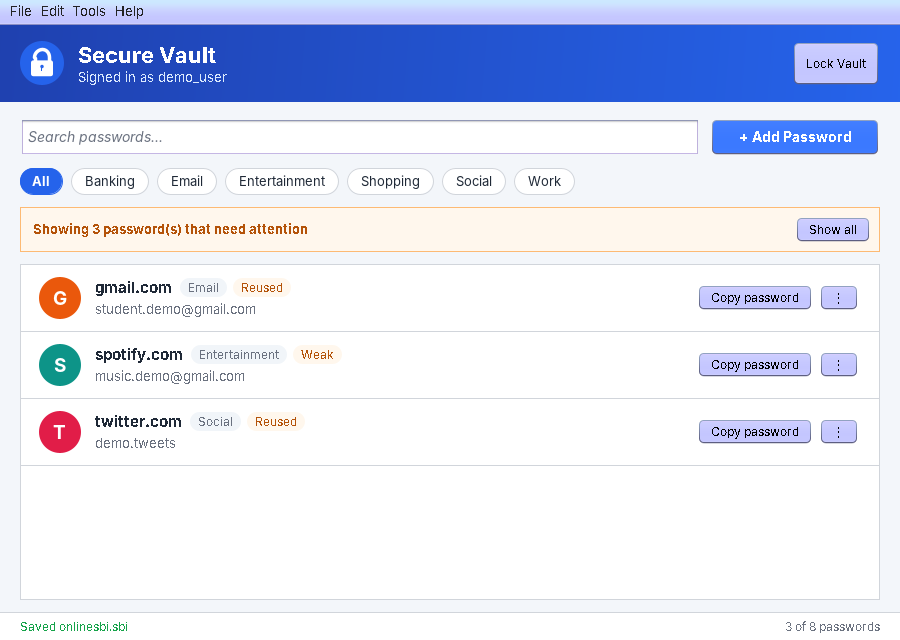 File Edit Tools Help
Secure Vault
Signed in as demo_user
Lock Vault
Search passwords...
+ Add Password
All Banking Email Entertainment Shopping Social Work
Showing 3 password(s) that need attention
Show all
G
gmail.com Email Reused
student.demo@gmail.com
Copy password ⋮
S
spotify.com Entertainment Weak
music.demo@gmail.com
Copy password ⋮
T
twitter.com Social Reused
demo.tweets
Copy password ⋮
Saved onlinesbi.sbi
3 of 8 passwords